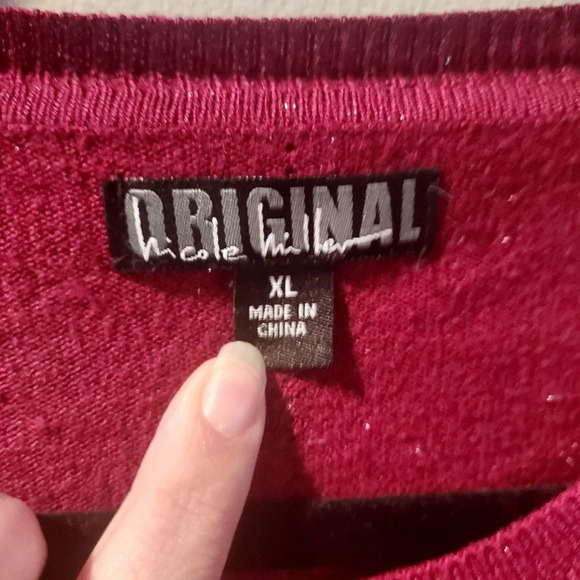 ORIGINAL
Nicole Miller
XL
MADE IN
CHINA